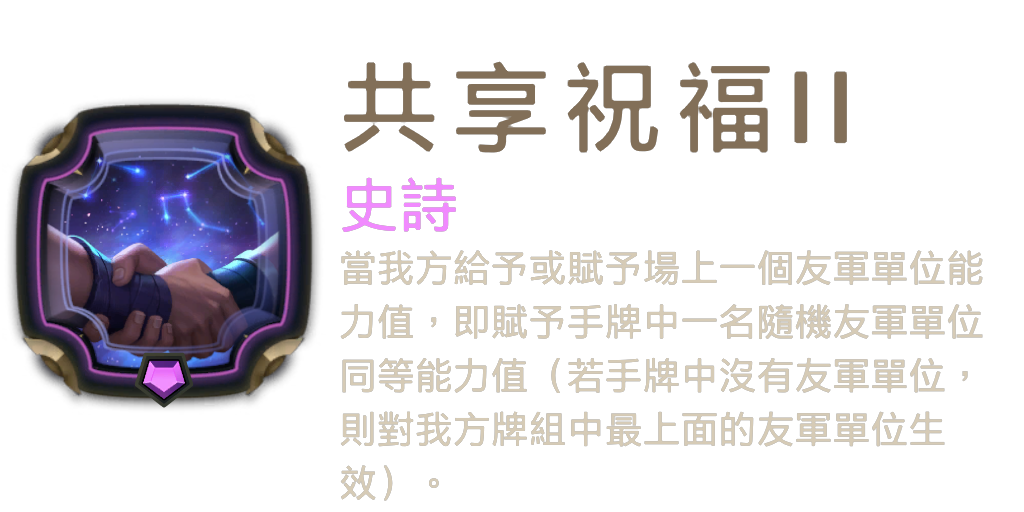 共享祝福II
史詩
當我方給予或賦予場上一個友軍單位能
力值，即賦予手牌中一名隨機友軍單位
同等能力值（若手牌中沒有友軍單位，
則對我方牌組中最上面的友軍單位生
效）。